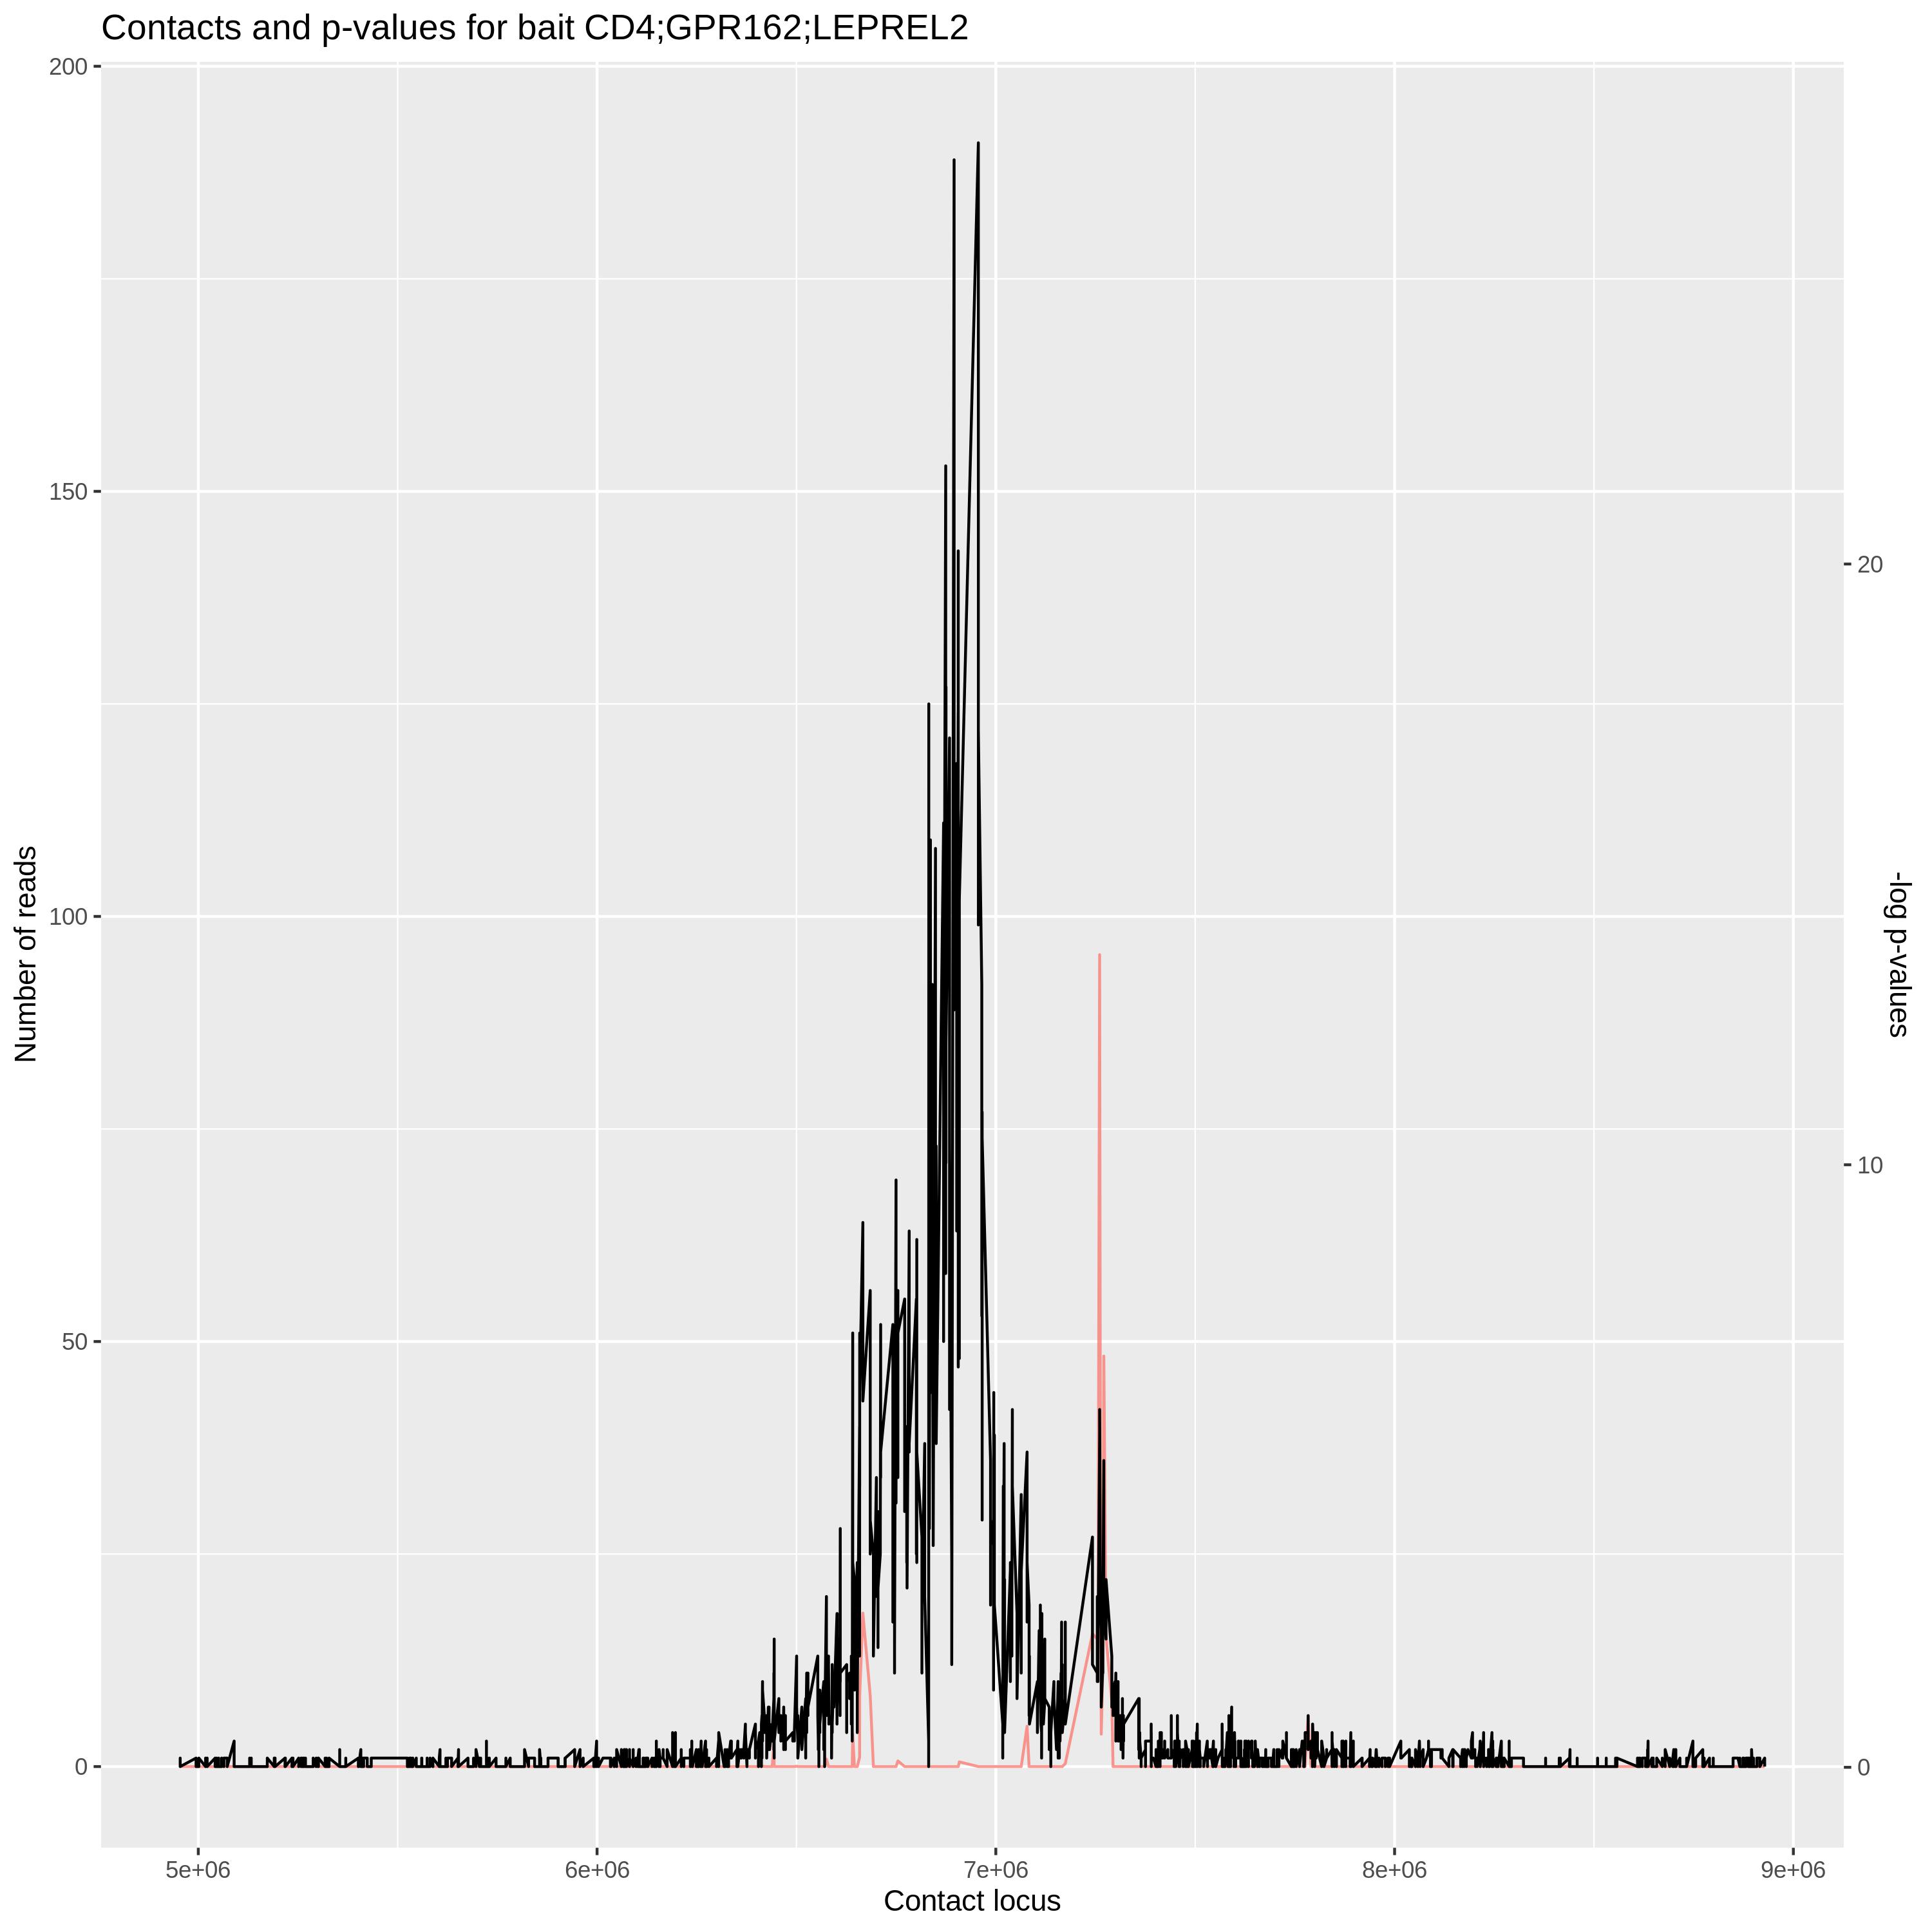 Contacts and p-values for bait CD4;GPR162;LEPREL2
200
150
100
50
0
Number of reads
20
10
0
-log p-values
5e+06
6e+06
7e+06
8e+06
9e+06
Contact locus